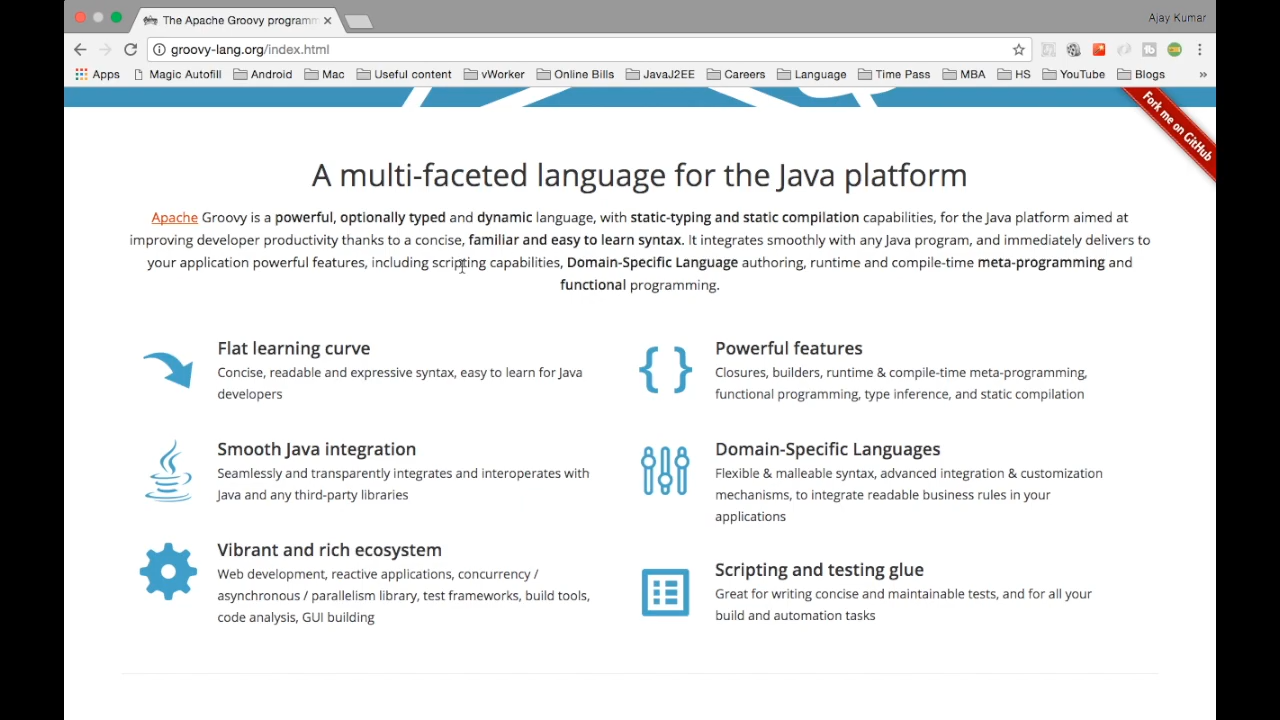 The Apache Groovy programm
Ajay Kumar
groovy-lang.org/index.html
Apps Magic Autofill Android Mac Useful content vWorker Online Bills JavaJ2EE Careers Language Time Pass MBA HS YouTube Blogs »
Fork me on GitHub
A multi-faceted language for the Java platform
Apache Groovy is a powerful, optionally typed and dynamic language, with static-typing and static compilation capabilities, for the Java platform aimed at
improving developer productivity thanks to a concise, familiar and easy to learn syntax. It integrates smoothly with any Java program, and immediately delivers to
your application powerful features, including scripting capabilities, Domain-Specific Language authoring, runtime and compile-time meta-programming and
functional programming.
Flat learning curve
Concise, readable and expressive syntax, easy to learn for Java
developers
Powerful features
Closures, builders, runtime & compile-time meta-programming,
functional programming, type inference, and static compilation
Smooth Java integration
Seamlessly and transparently integrates and interoperates with
Java and any third-party libraries
Domain-Specific Languages
Flexible & malleable syntax, advanced integration & customization
mechanisms, to integrate readable business rules in your
applications
Vibrant and rich ecosystem
Web development, reactive applications, concurrency /
asynchronous / parallelism library, test frameworks, build tools,
code analysis, GUI building
Scripting and testing glue
Great for writing concise and maintainable tests, and for all your
build and automation tasks